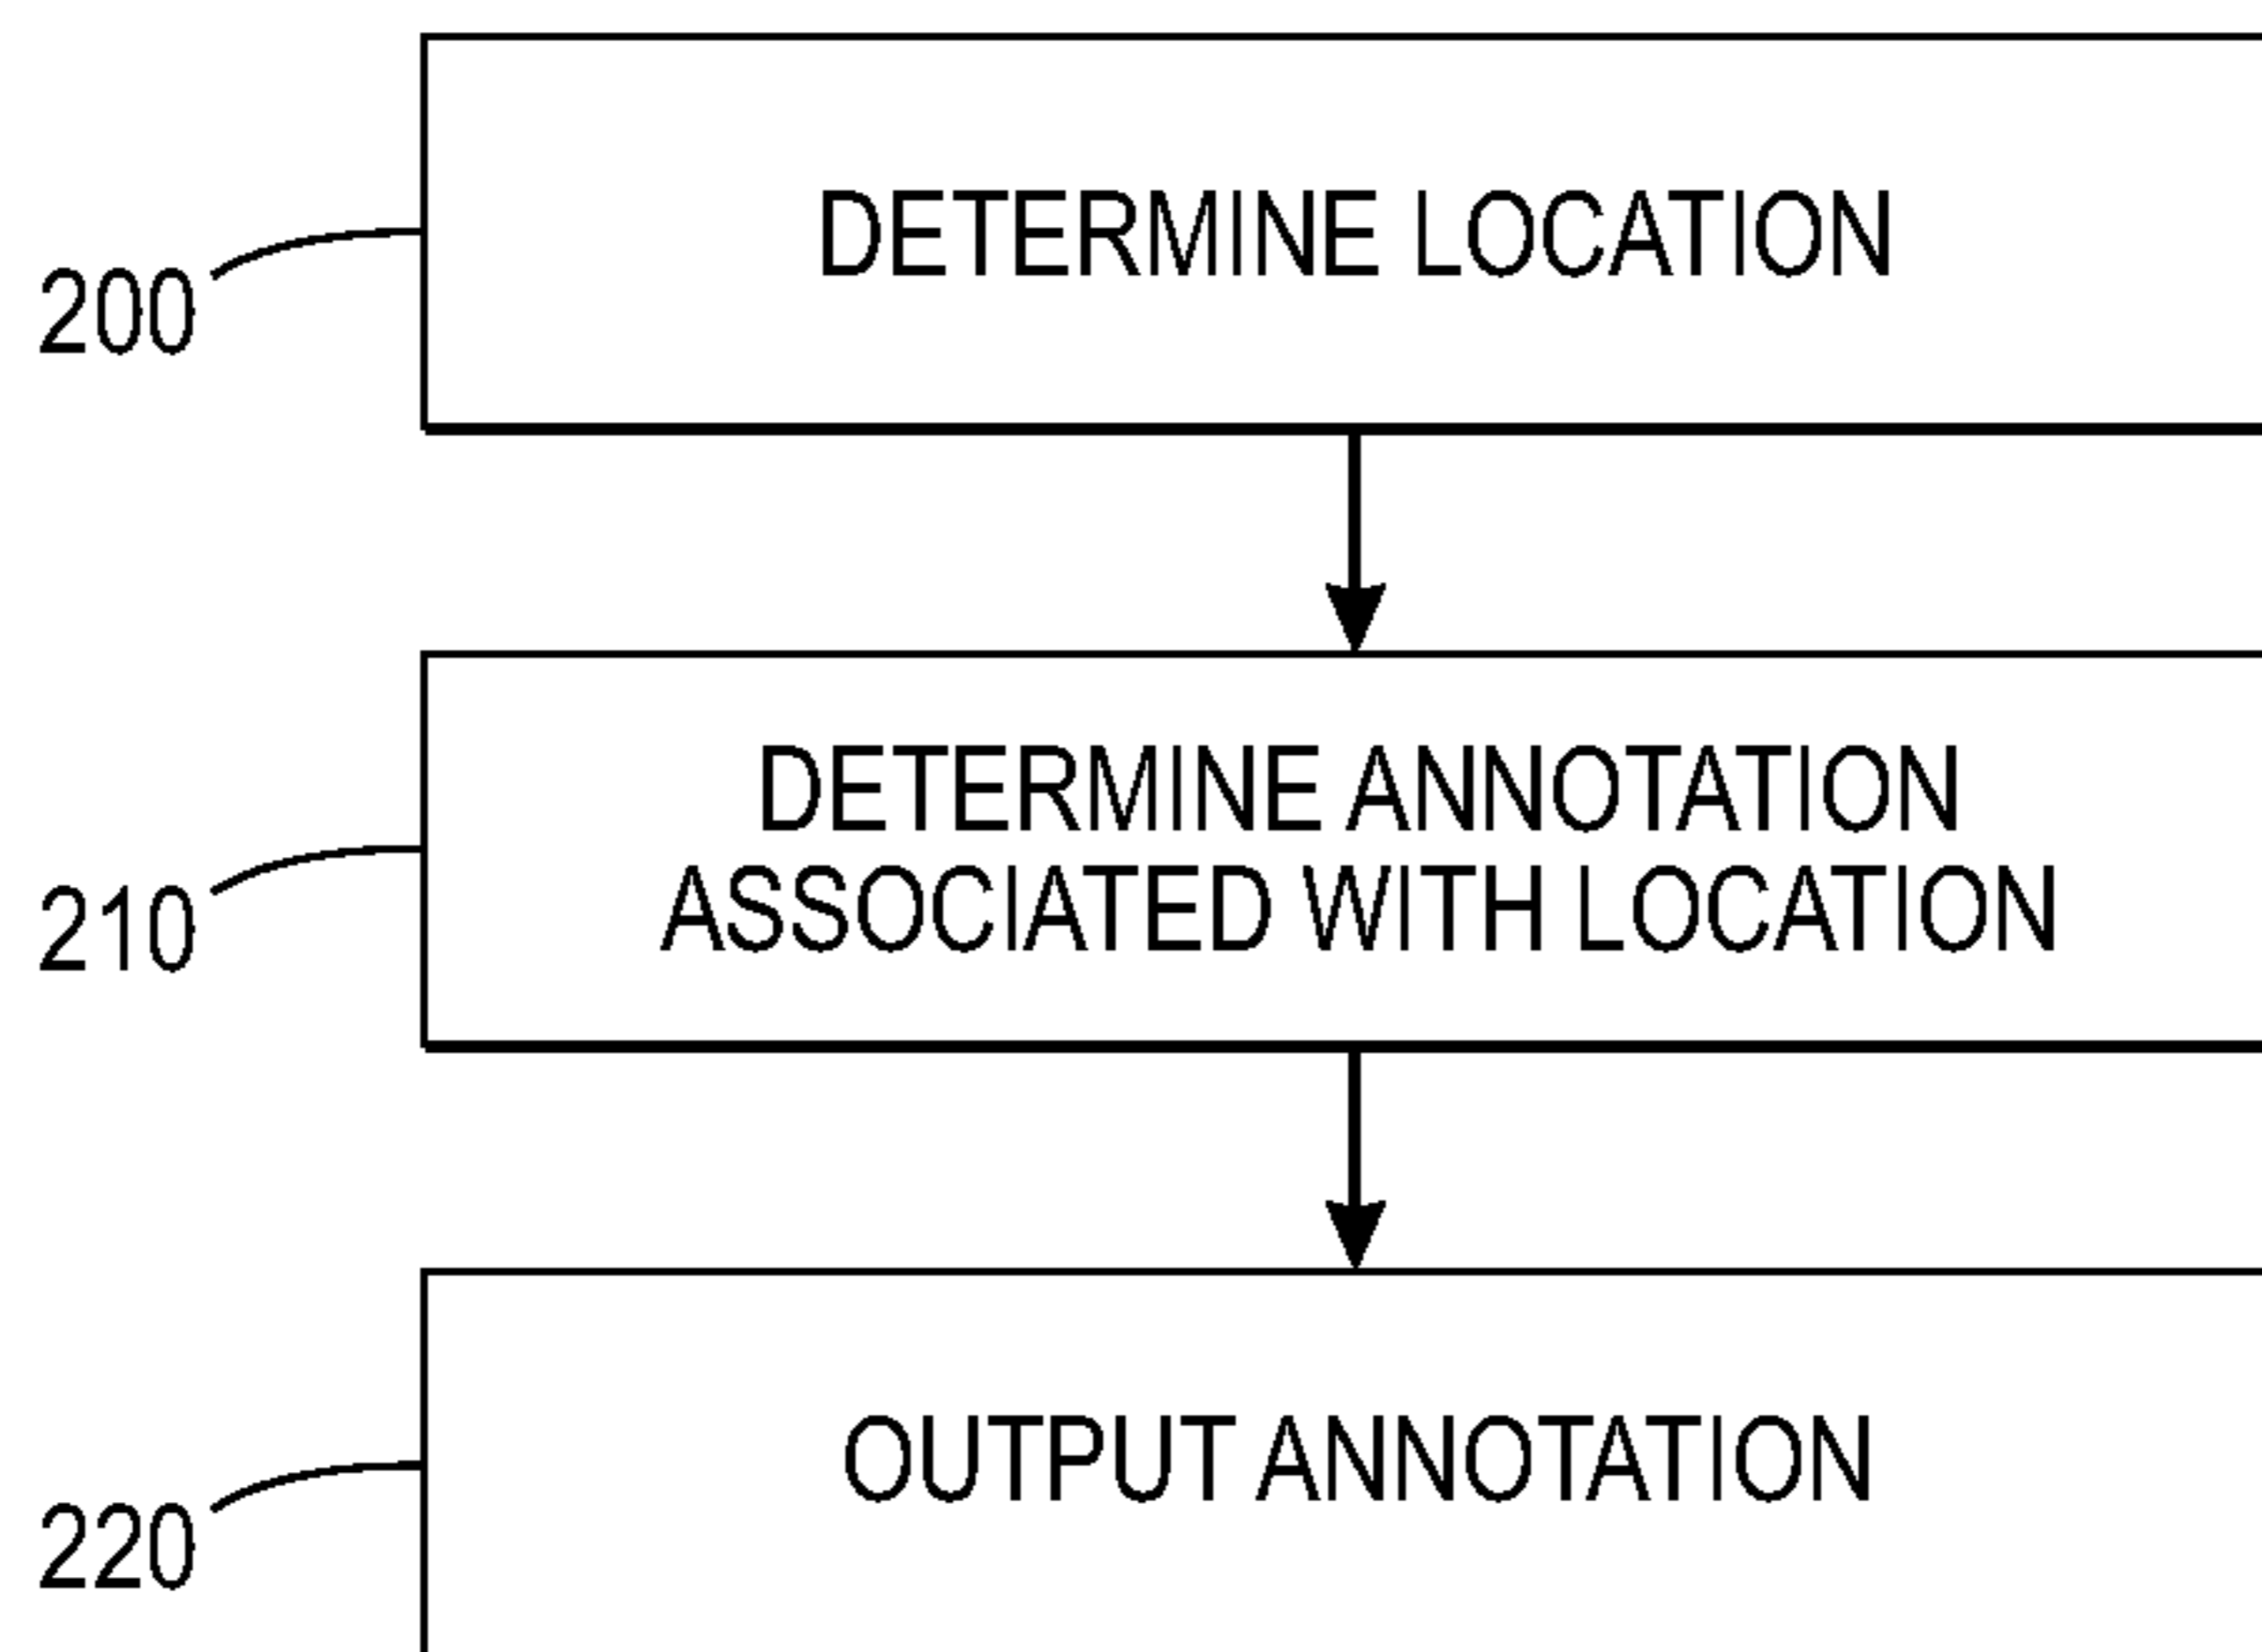 DETERMINE LOCATION
200
DETERMINE ANNOTATION
ASSOCIATED WITH LOCATION
210
OUTPUT ANNOTATION
220